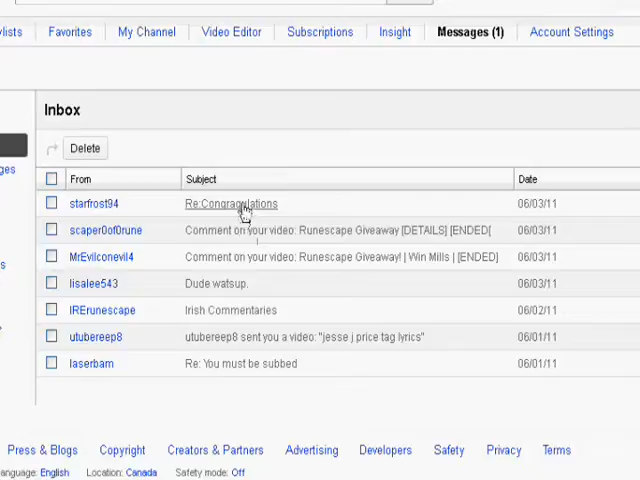 ylists Favorites My Channel Video Editor Subscriptions Insight Messages (1) Account Settings
Inbox
Delete
ges
From Subject Date
starfrost94 Re:Congragulations 06/03/11
scaper0of0rune Comment on your video: Runescape Giveaway [DETAILS] [ENDED[ 06/03/11
MrEvilconevil4 Comment on your video: Runescape Giveaway! | Win Mills | [ENDED) 06/03/11
s
lisalee543 Dude watsup. 06/03/11
IRErunescape Irish Commentaries 06/02/11
utubereep8 utubereep8 sent you a video: "jesse j price tag lyrics" 06/01/11
laserbam Re: You must be subbed 06/01/11
Press & Blogs Copyright Creators & Partners Advertising Developers Safety Privacy Terms
anguage: English Location: Canada Safety mode: Off